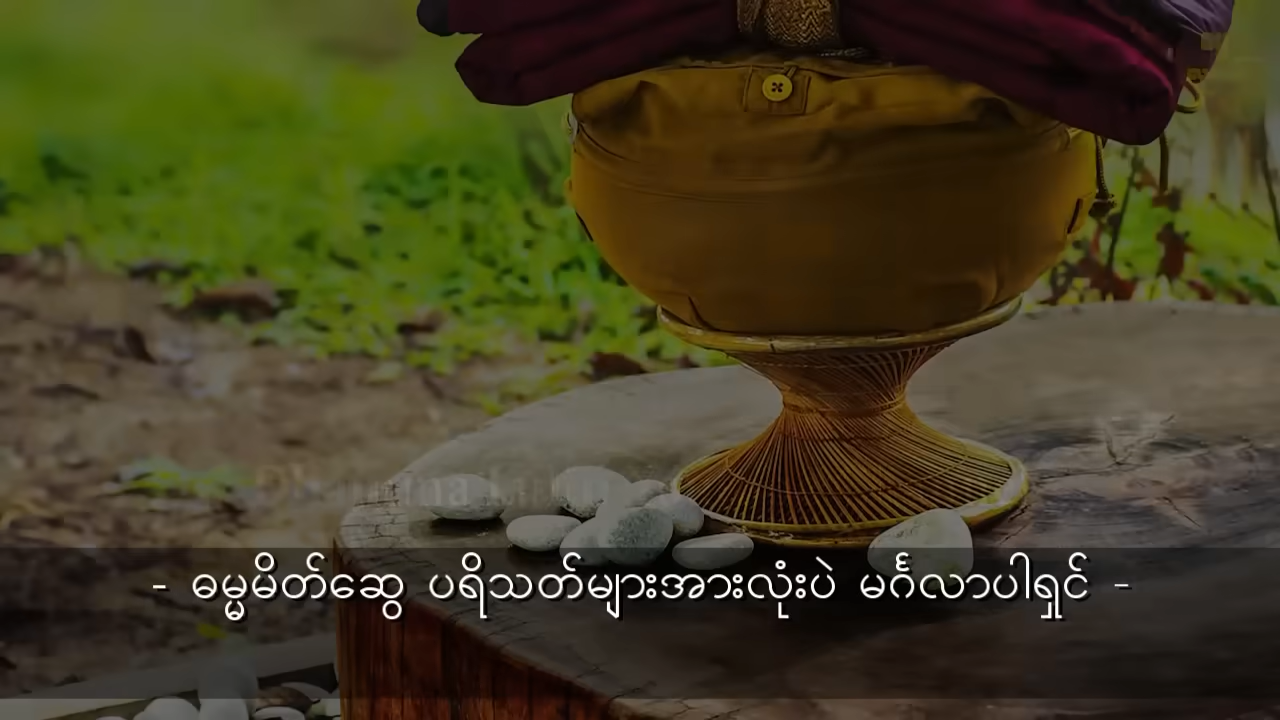 - ဓမ္မမိတ်ဆွေ ပရိသတ်များအားလုံးပဲ မင်္ဂလာပါရှင် -